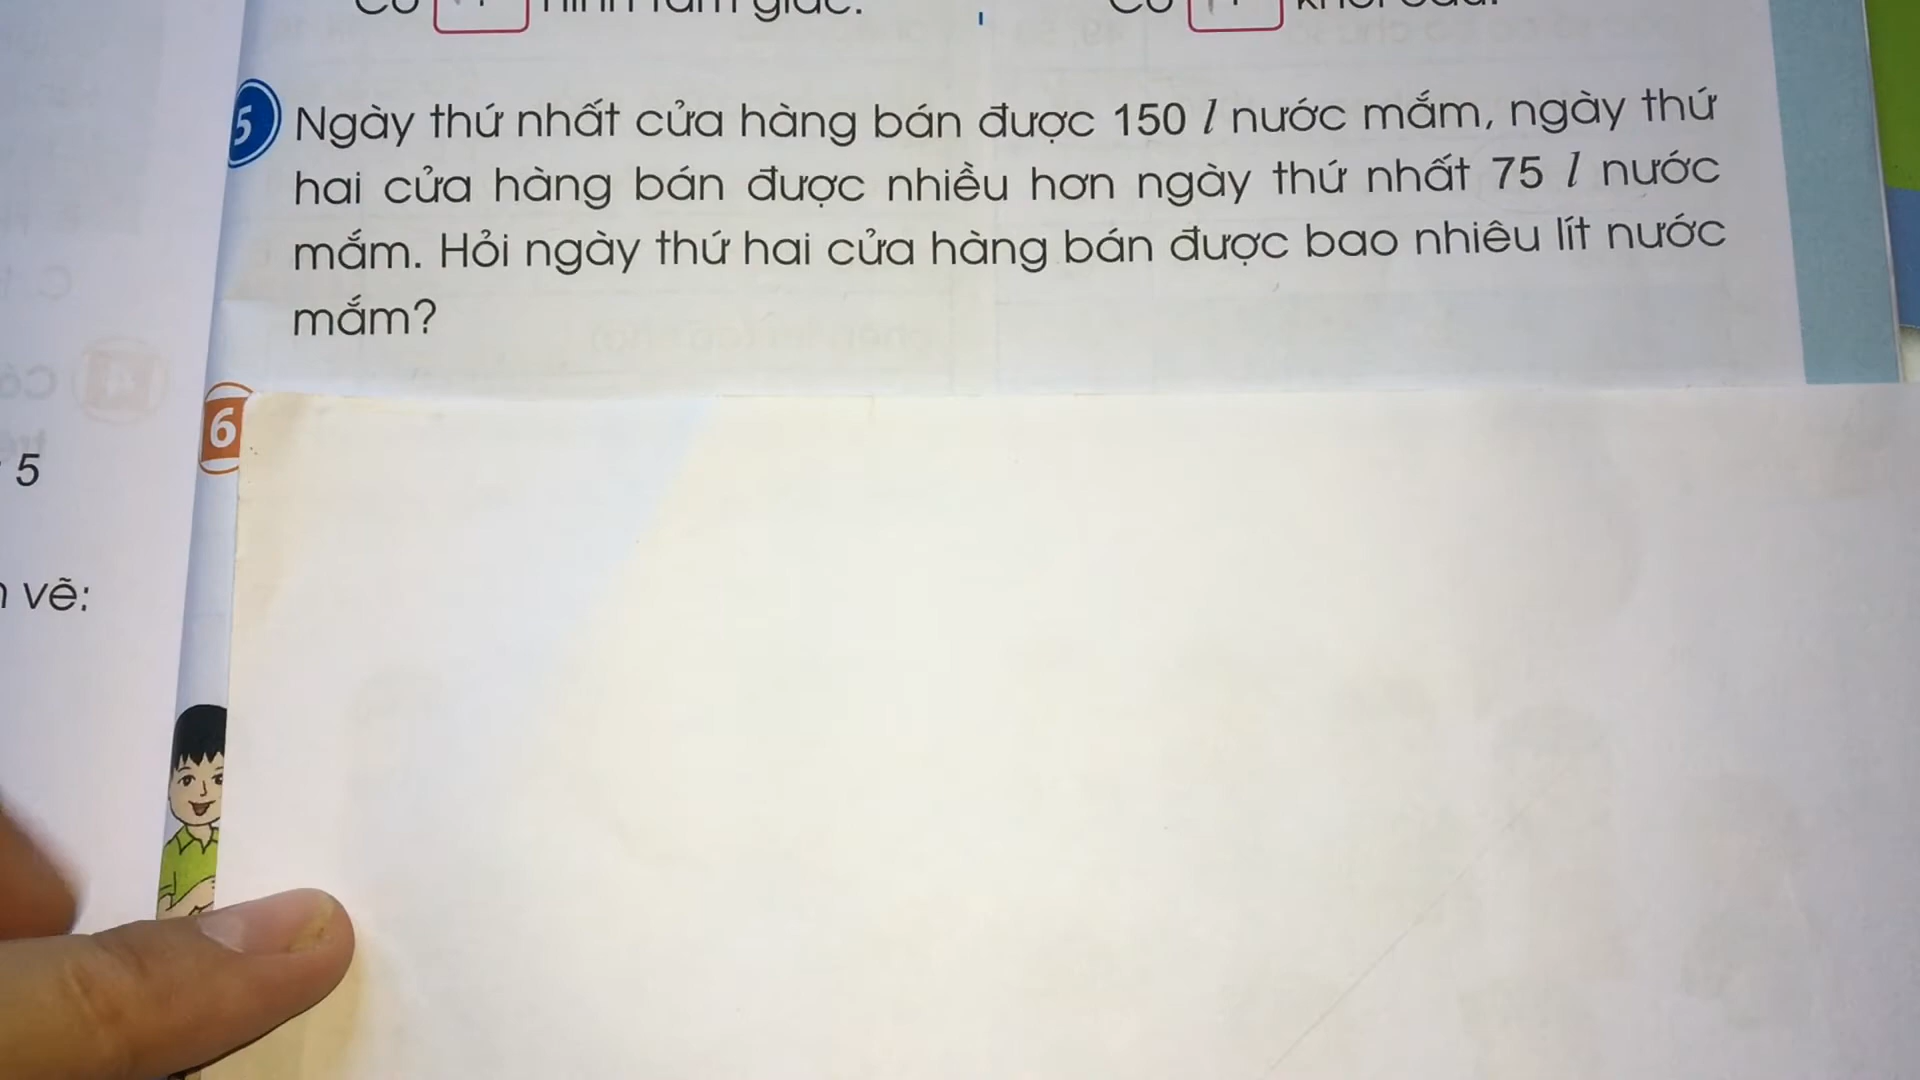 5 Ngày thứ nhất cửa hàng bán được 150 l nước mắm, ngày thứ
hai cửa hàng bán được nhiều hơn ngày thứ nhất 75 l nước
mắm. Hỏi ngày thứ hai cửa hàng bán được bao nhiêu lít nước
mắm?
6
5
vẽ: